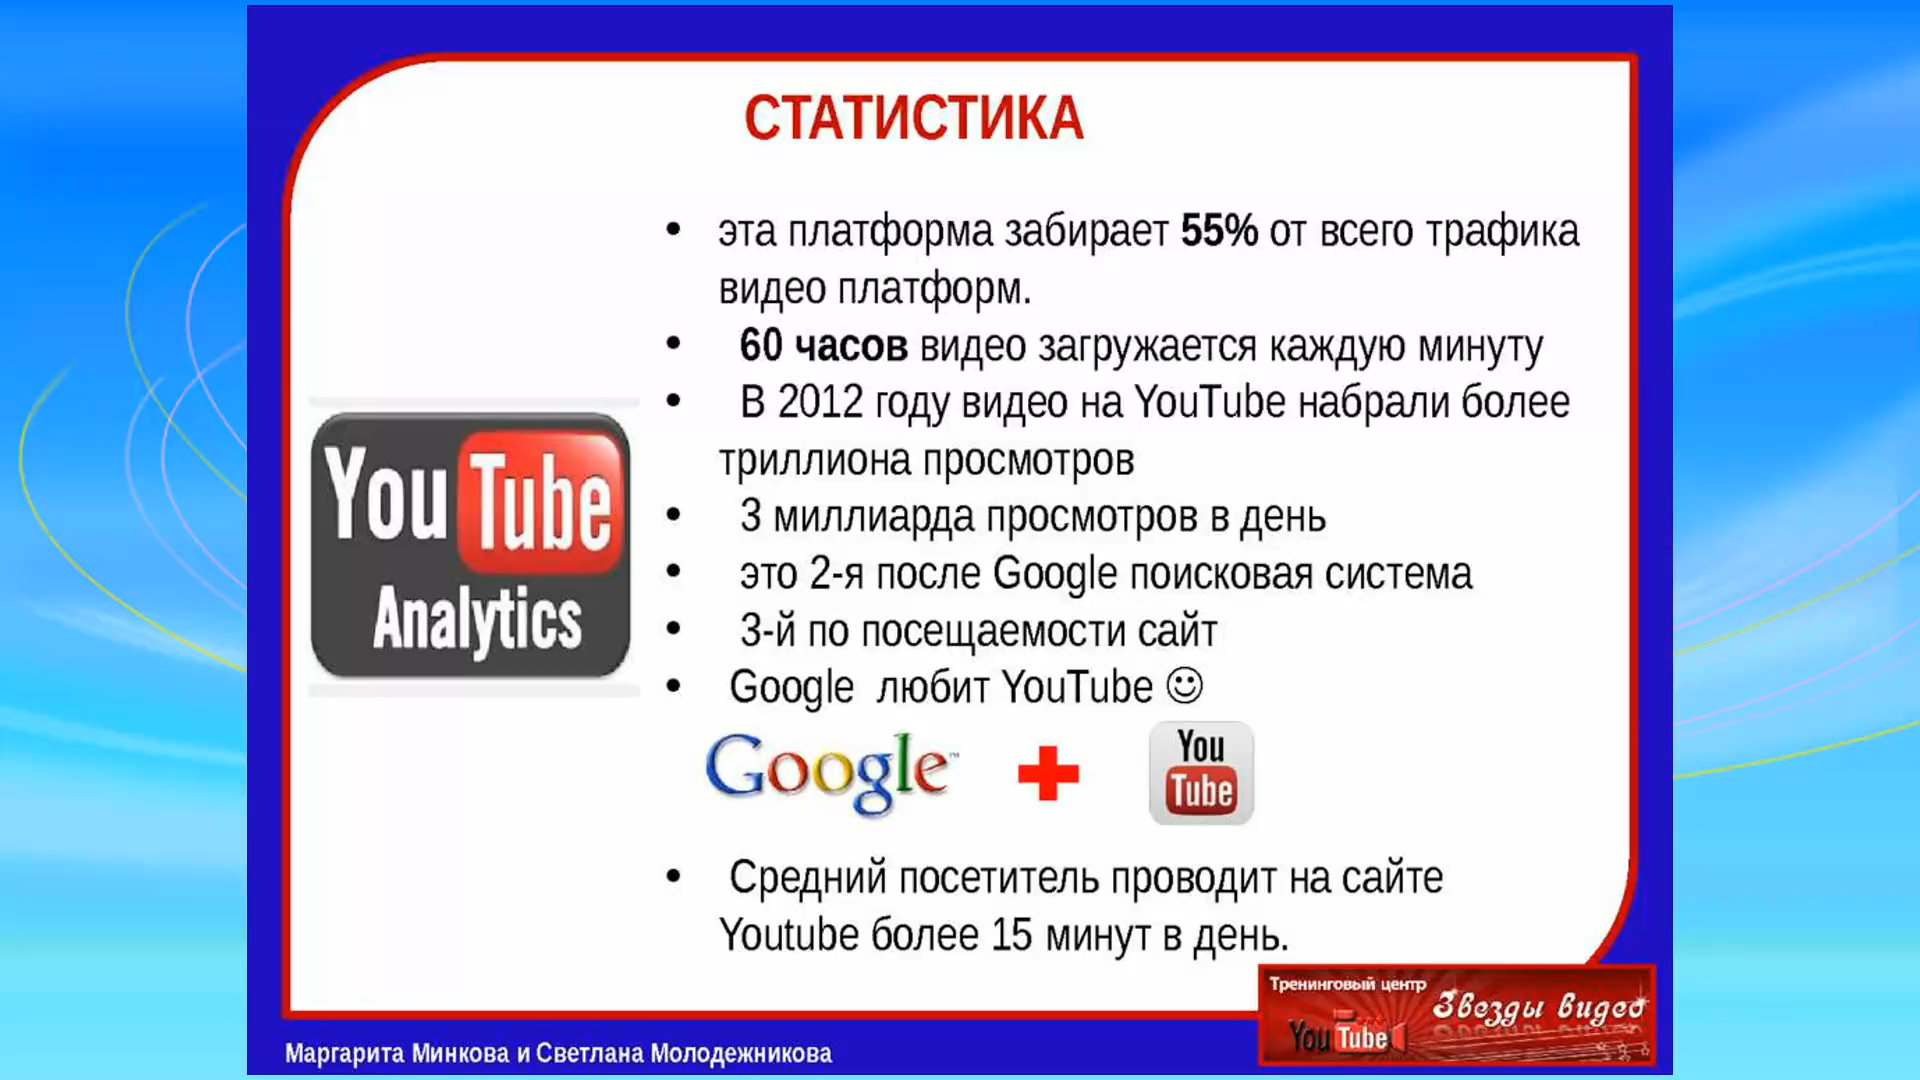 СТАТИСТИКА
• эта платформа забирает 55% от всего трафика
видео платформ.
• 60 часов видео загружается каждую минуту
• В 2012 году видео на YouTube набрали более
триллиона просмотров
• 3 миллиарда просмотров в день
• это 2-я после Google поисковая система
• 3-й по посещаемости сайт
• Google любит YouTube ☺
You Tube
Analytics
Google™ + You
Tube
• Средний посетитель проводит на сайте
Youtube более 15 минут в день.
Тренинговый центр
Звезды видео
You Tube
Маргарита Минкова и Светлана Молодежникова